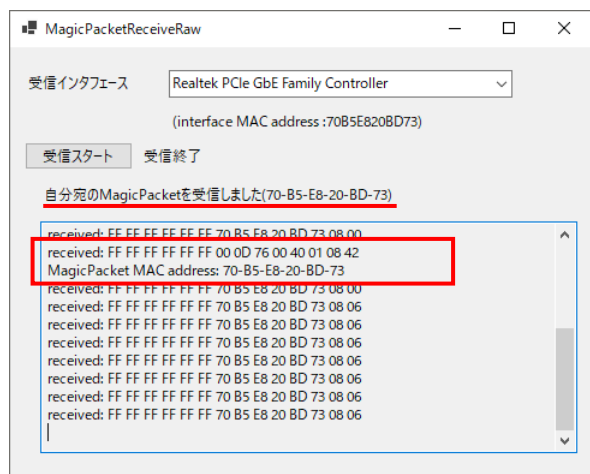 MagicPacketReceiveRaw
受信インタフェース Realtek PCIe GbE Family Controller
(interface MAC address :70B5E820BD73)
受信スタート 受信終了
自分宛のMagicPacketを受信しました(70-B5-E8-20-BD-73)
received: FF FF FF FF FF FF 70 B5 E8 20 BD 73 08 00
received: FF FF FF FF FF FF 00 0D 76 00 40 01 08 42
MagicPacket MAC address: 70-B5-E8-20-BD-73
received: FF FF FF FF FF FF 70 B5 E8 20 BD 73 08 00
received: FF FF FF FF FF FF 70 B5 E8 20 BD 73 08 06
received: FF FF FF FF FF FF 70 B5 E8 20 BD 73 08 06
received: FF FF FF FF FF FF 70 B5 E8 20 BD 73 08 06
received: FF FF FF FF FF FF 70 B5 E8 20 BD 73 08 06
received: FF FF FF FF FF FF 70 B5 E8 20 BD 73 08 06
received: FF FF FF FF FF FF 70 B5 E8 20 BD 73 08 06
received: FF FF FF FF FF FF 70 B5 E8 20 BD 73 08 06